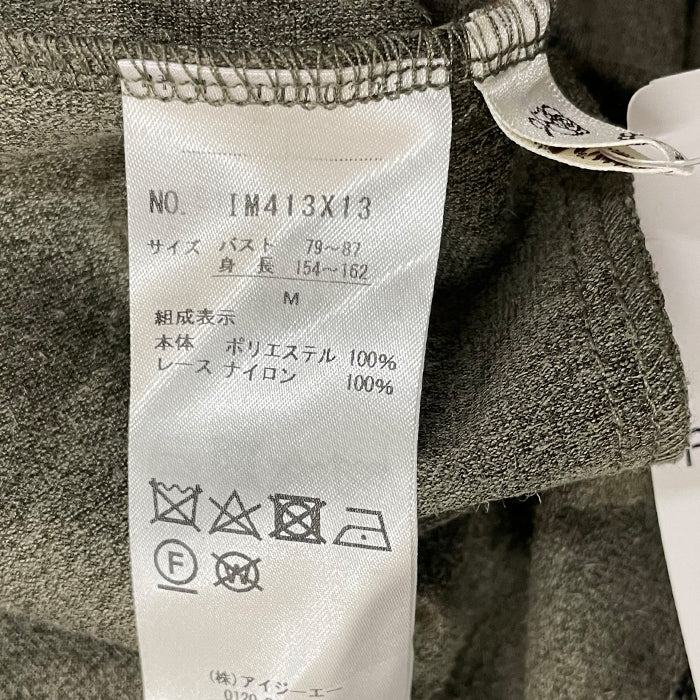 NO. IM413X13
サイズ バスト 79～87
身長 154～162
M
組成表示
本体 ポリエステル 100%
レース ナイロン 100%
F
W
(株)アイジーエー
0120